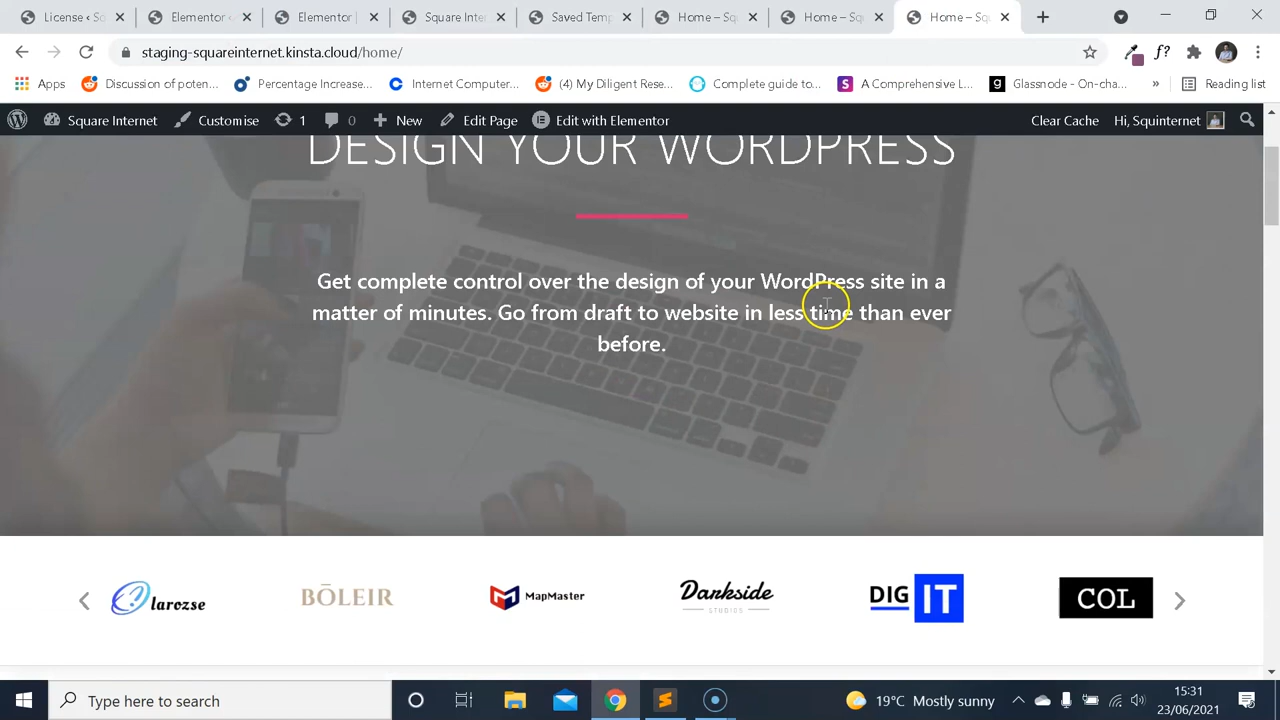 License ‹ Sq
Elementor ‹
Elementor |
Square Inter
Saved Temp
Home – Squ
Home – Squ
Home – Squ
staging-squareinternet.kinsta.cloud/home/
f?
Apps
Discussion of poten...
Percentage Increase...
Internet Computer...
(4) My Diligent Rese...
Complete guide to...
A Comprehensive L...
Glassnode - On-cha...
»
Reading list
Square Internet
Customise
1
0
New
Edit Page
Edit with Elementor
Clear Cache
Hi, Squinternet
DESIGN YOUR WORDPRESS
Get complete control over the design of your WordPress site in a
matter of minutes. Go from draft to website in less time than ever
before.
larozse
BŌLEIR
MapMaster
Darkside
STUDIOS
DIG IT
COL
Type here to search
19°C Mostly sunny
15:31
23/06/2021